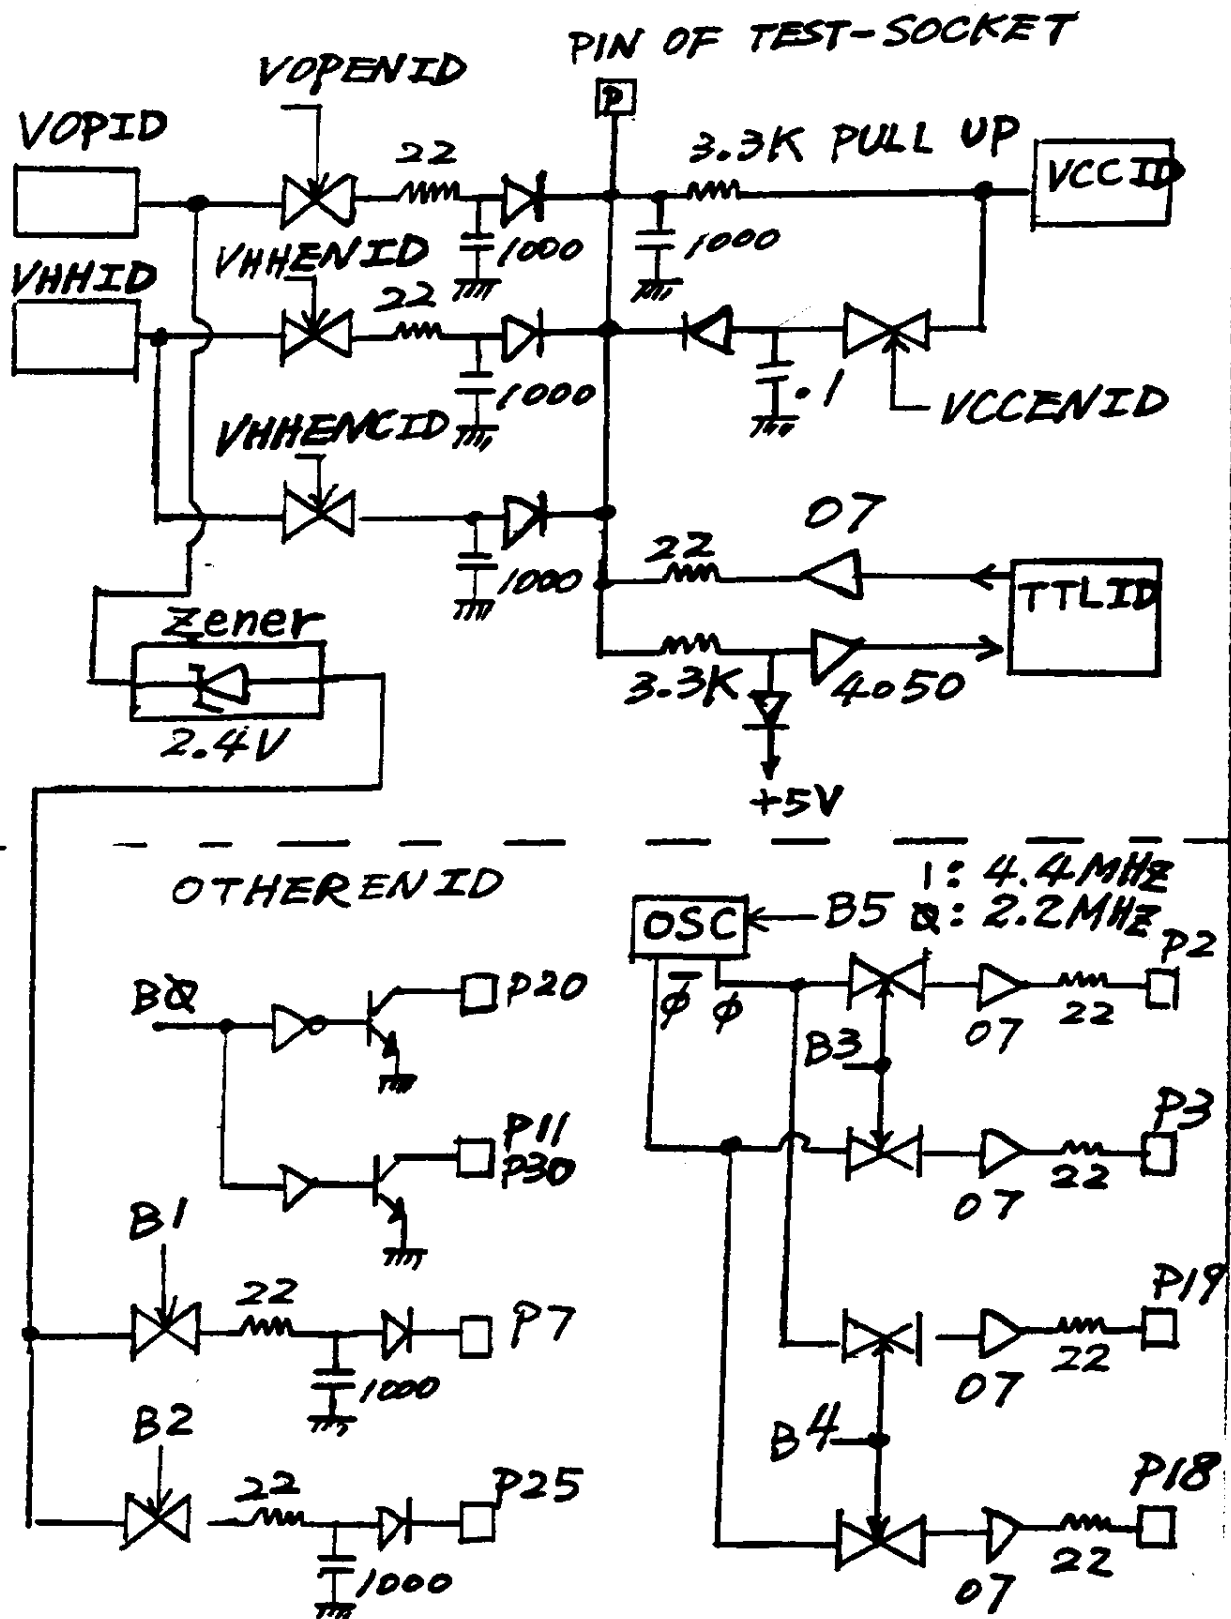 PIN OF TEST-SOCKET
VOPENID
P
VOPID
22
3.3K PULL UP
VCCID
1000
1000
VHHID
VHHENID
22
1000
.1
VCCENID
VHHENCID
1000
07
22
TTLID
3.3K
4050
+5V
Zener
2.4V
OTHERENID
1: 4.4MHZ
OSC
B5 0: 2.2MHZ
P2
B0
P20
φ φ
07
22
B3
P11
P30
P3
07
22
B1
22
P7
1000
P19
07
22
B2
22
P25
1000
B4
P18
07
22